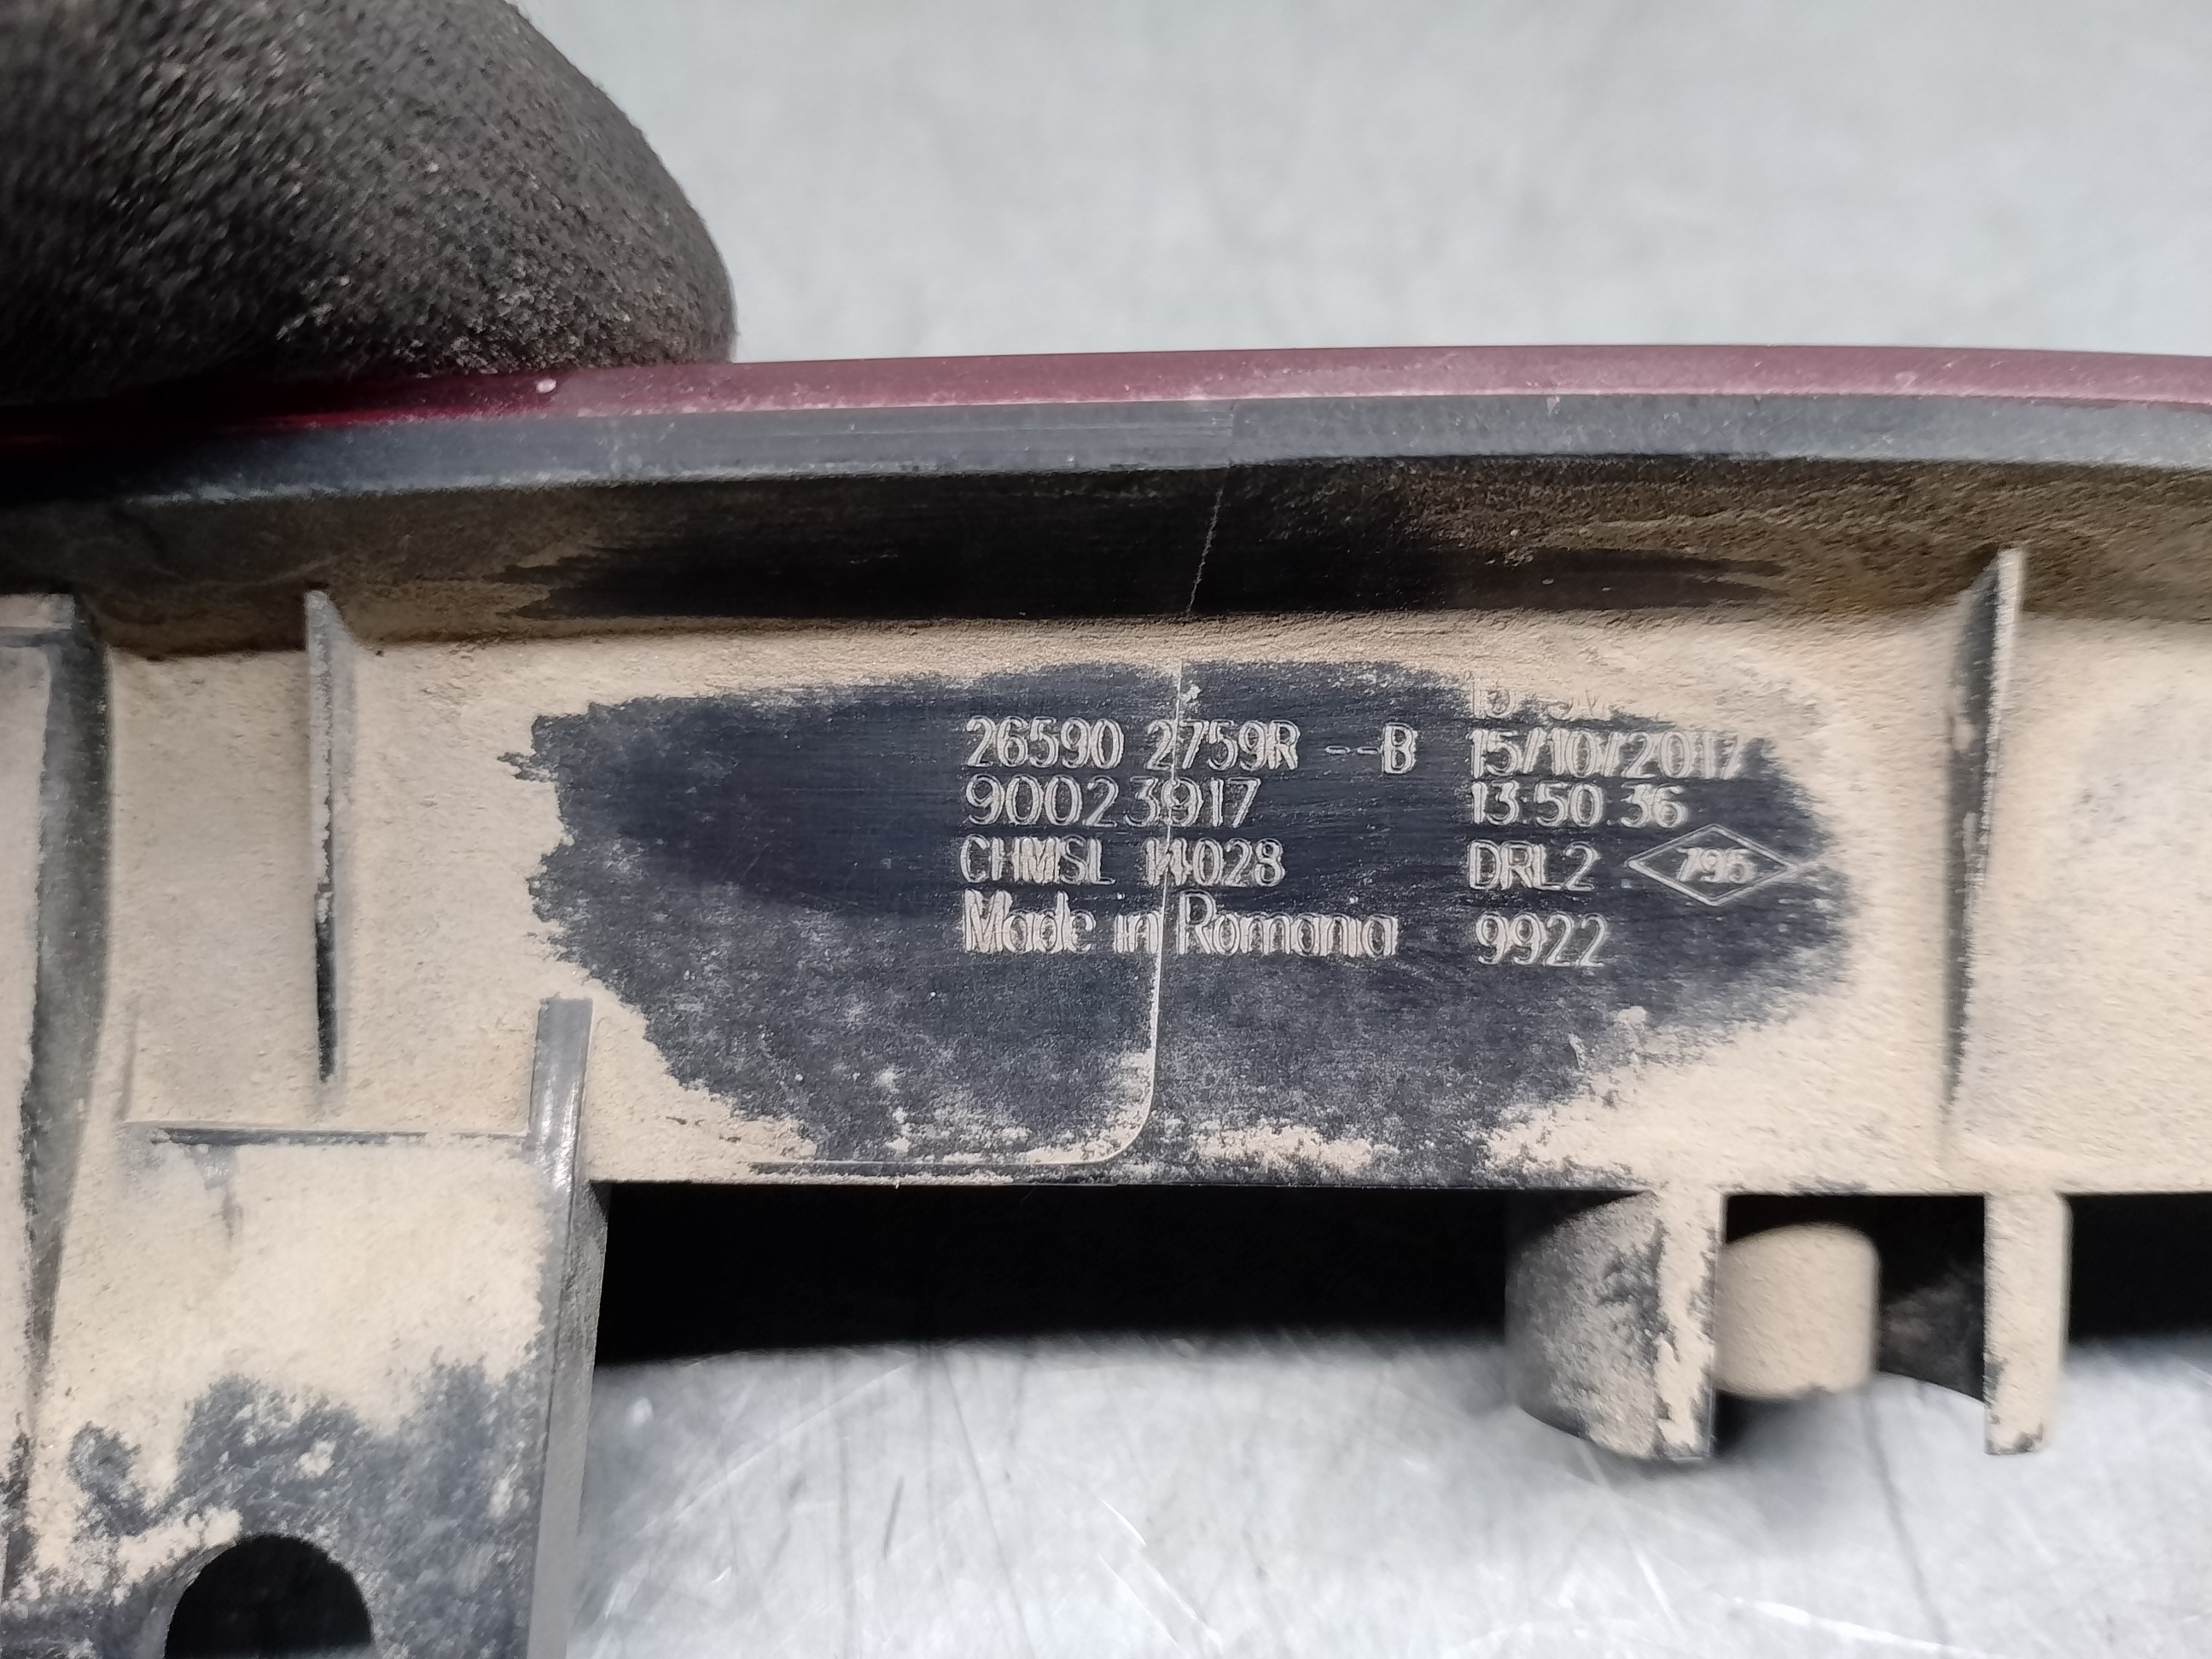 26590 2759R --B 15/10/2017
90023917 13:50:36
CHMSL 14028 DRL2 795
Made in Romania 9922